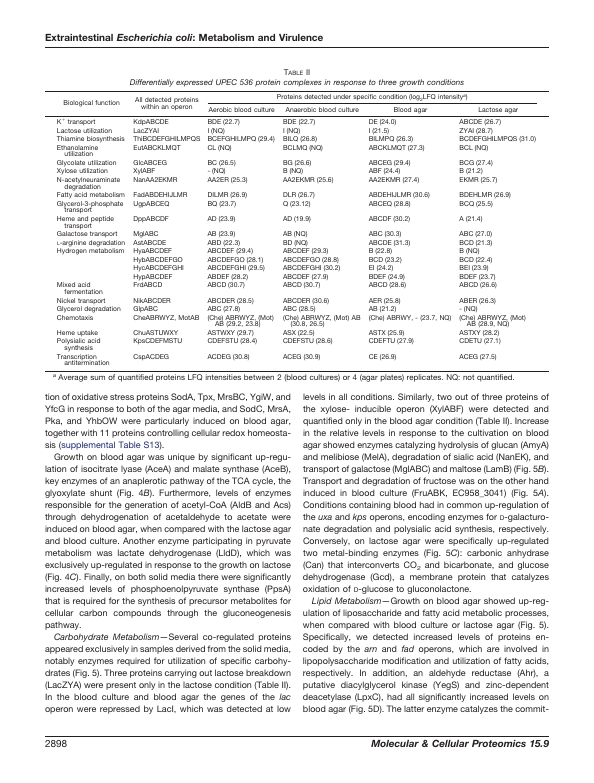 Extraintestinal Escherichia coli: Metabolism and Virulence
TABLE II
Differentially expressed UPEC 536 protein complexes in response to three growth conditions
Biological function
All detected proteins within an operon
Proteins detected under specific condition (log2LFQ intensity^a)
Aerobic blood culture Anaerobic blood culture Blood agar Lactose agar
K+ transport KdpABCDE BDE (22.7) BDE (22.7) DE (24.0) ABCDE (26.7)
Lactose utilization LacZYAI I (NQ) I (NQ) I (21.5) ZYAI (28.7)
Thiamine biosynthesis ThiBCDEFGHILMPQS BCEFGHILMPQ (29.4) BILQ (26.8) BILMPQ (26.3) BCDEFGHILMPQS (31.0)
Ethanolamine utilization EutABCKLMQT CL (NQ) BCLMQ (NQ) ABCKLMQT (27.3) BCL (NQ)
Glycolate utilization GlcABCEG BC (26.5) BG (26.6) ABCEG (29.4) BCG (27.4)
Xylose utilization XylABF - (NQ) B (NQ) ABF (24.4) B (21.2)
N-acetylneuraminate degradation NanAA2EKMR AA2ER (25.3) AA2EKMR (25.6) AA2EKMR (27.4) EKMR (25.7)
Fatty acid metabolism FadABDEHIJLMR DILMR (26.9) DLR (26.7) ABDEHIJLMR (30.6) BDEHLMR (26.9)
Glycerol-3-phosphate transport UgpABCEQ BQ (23.7) Q (23.12) ABCEQ (28.8) BCQ (25.5)
Heme and peptide transport DppABCDF AD (23.9) AD (19.9) ABCDF (30.2) A (21.4)
Galactose transport MglABC AB (23.9) AB (NQ) ABC (30.3) ABC (27.0)
L-arginine degradation AstABCDE ABD (22.3) BD (NQ) ABCDE (31.3) BCD (21.3)
Hydrogen metabolism HyaABCDEF ABCDEF (29.4) ABCDEF (29.3) B (22.8) B (NQ)
HybABCDEFGO ABCDEFGO (28.1) ABCDEFGO (28.8) BCD (23.2) BCD (22.4)
HycABCDEFGHI ABCDEFGHI (29.5) ABCDEFGHI (30.2) EI (24.2) BEI (23.9)
HypABCDEF ABDEF (28.2) ABCDEF (27.9) BDEF (24.9) BDEF (23.7)
Mixed acid fermentation FrdABCD ABCD (30.7) ABCD (30.7) ABCD (28.6) ABCD (26.6)
Nickel transport NikABCDER ABCDER (28.5) ABCDER (30.6) AER (25.8) ABER (26.3)
Glycerol degradation GlpABC ABC (27.8) ABC (28.5) AB (21.2) - (NQ)
Chemotaxis CheABRWYZ, MotAB (Che) ABRWYZ, (Mot) AB (29.2, 23.8) (Che) ABRWYZ, (Mot) AB (30.8, 26.5) (Che) ABRWY, - (23.7, NQ) (Che) ABRWYZ, (Mot) AB (28.9, NQ)
Heme uptake ChuASTUWXY ASTWXY (29.7) ASX (22.5) ASTX (25.9) ASTXY (28.2)
Polysialic acid synthesis KpsCDEFMSTU CDEFSTU (28.4) CDEFSTU (28.6) CDEFTU (27.9) CDETU (27.1)
Transcription antitermination CspACDEG ACDEG (30.8) ACEG (30.9) CE (26.9) ACEG (27.5)
a Average sum of quantified proteins LFQ intensities between 2 (blood cultures) or 4 (agar plates) replicates. NQ: not quantified.
tion of oxidative stress proteins SodA, Tpx, MrsBC, YgiW, and
YfcG in response to both of the agar media, and SodC, MrsA,
Pka, and YhbOW were particularly induced on blood agar,
together with 11 proteins controlling cellular redox homeosta-
sis (supplemental Table S13).
Growth on blood agar was unique by significant up-regu-
lation of isocitrate lyase (AceA) and malate synthase (AceB),
key enzymes of an anaplerotic pathway of the TCA cycle, the
glyoxylate shunt (Fig. 4B). Furthermore, levels of enzymes
responsible for the generation of acetyl-CoA (AldB and Acs)
through dehydrogenation of acetaldehyde to acetate were
induced on blood agar, when compared with the lactose agar
and blood culture. Another enzyme participating in pyruvate
metabolism was lactate dehydrogenase (LldD), which was
exclusively up-regulated in response to the growth on lactose
(Fig. 4C). Finally, on both solid media there were significantly
increased levels of phosphoenolpyruvate synthase (PpsA)
that is required for the synthesis of precursor metabolites for
cellular carbon compounds through the gluconeogenesis
pathway.
Carbohydrate Metabolism—Several co-regulated proteins
appeared exclusively in samples derived from the solid media,
notably enzymes required for utilization of specific carbohy-
drates (Fig. 5). Three proteins carrying out lactose breakdown
(LacZYA) were present only in the lactose condition (Table II).
In the blood culture and blood agar the genes of the lac
operon were repressed by LacI, which was detected at low
levels in all conditions. Similarly, two out of three proteins of
the xylose- inducible operon (XylABF) were detected and
quantified only in the blood agar condition (Table II). Increase
in the relative levels in response to the cultivation on blood
agar showed enzymes catalyzing hydrolysis of glucan (AmyA)
and melibiose (MelA), degradation of sialic acid (NanEK), and
transport of galactose (MglABC) and maltose (LamB) (Fig. 5B).
Transport and degradation of fructose was on the other hand
induced in blood culture (FruABK, EC958_3041) (Fig. 5A).
Conditions containing blood had in common up-regulation of
the uxa and kps operons, encoding enzymes for D-galacturo-
nate degradation and polysialic acid synthesis, respectively.
Conversely, on lactose agar were specifically up-regulated
two metal-binding enzymes (Fig. 5C): carbonic anhydrase
(Can) that interconverts CO2 and bicarbonate, and glucose
dehydrogenase (Gcd), a membrane protein that catalyzes
oxidation of D-glucose to gluconolactone.
Lipid Metabolism—Growth on blood agar showed up-reg-
ulation of liposaccharide and fatty acid metabolic processes,
when compared with blood culture or lactose agar (Fig. 5).
Specifically, we detected increased levels of proteins en-
coded by the arn and fad operons, which are involved in
lipopolysaccharide modification and utilization of fatty acids,
respectively. In addition, an aldehyde reductase (Ahr), a
putative diacylglycerol kinase (YegS) and zinc-dependent
deacetylase (LpxC), had all significantly increased levels on
blood agar (Fig. 5D). The latter enzyme catalyzes the commit-
2898
Molecular & Cellular Proteomics 15.9